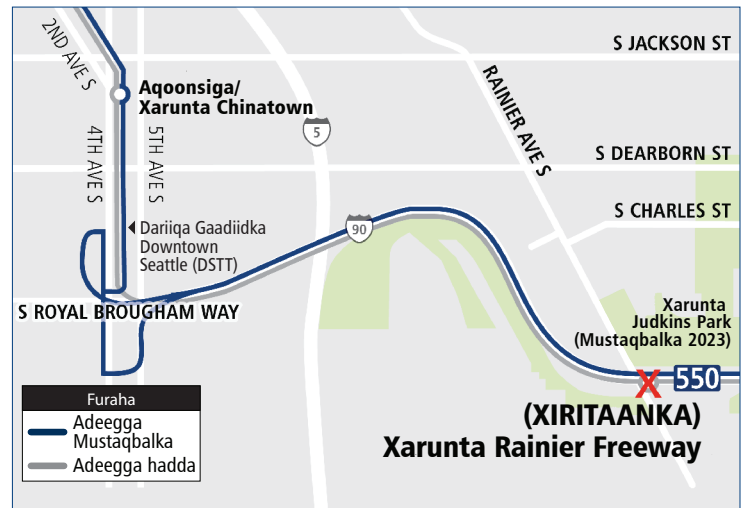 2ND AVE S
S JACKSON ST
Aqoonsiga/
Xarunta Chinatown
RAINIER AVE S
5
4TH AVE S
5TH AVE S
S DEARBORN ST
S CHARLES ST
Dariiqa Gaadiidka
Downtown
Seattle (DSTT)
90
S ROYAL BROUGHAM WAY
Xarunta
Judkins Park
(Mustaqbalka 2023)
550
X
(XIRITAANKA)
Xarunta Rainier Freeway
Furaha
Adeegga
Mustaqbalka
Adeegga hadda